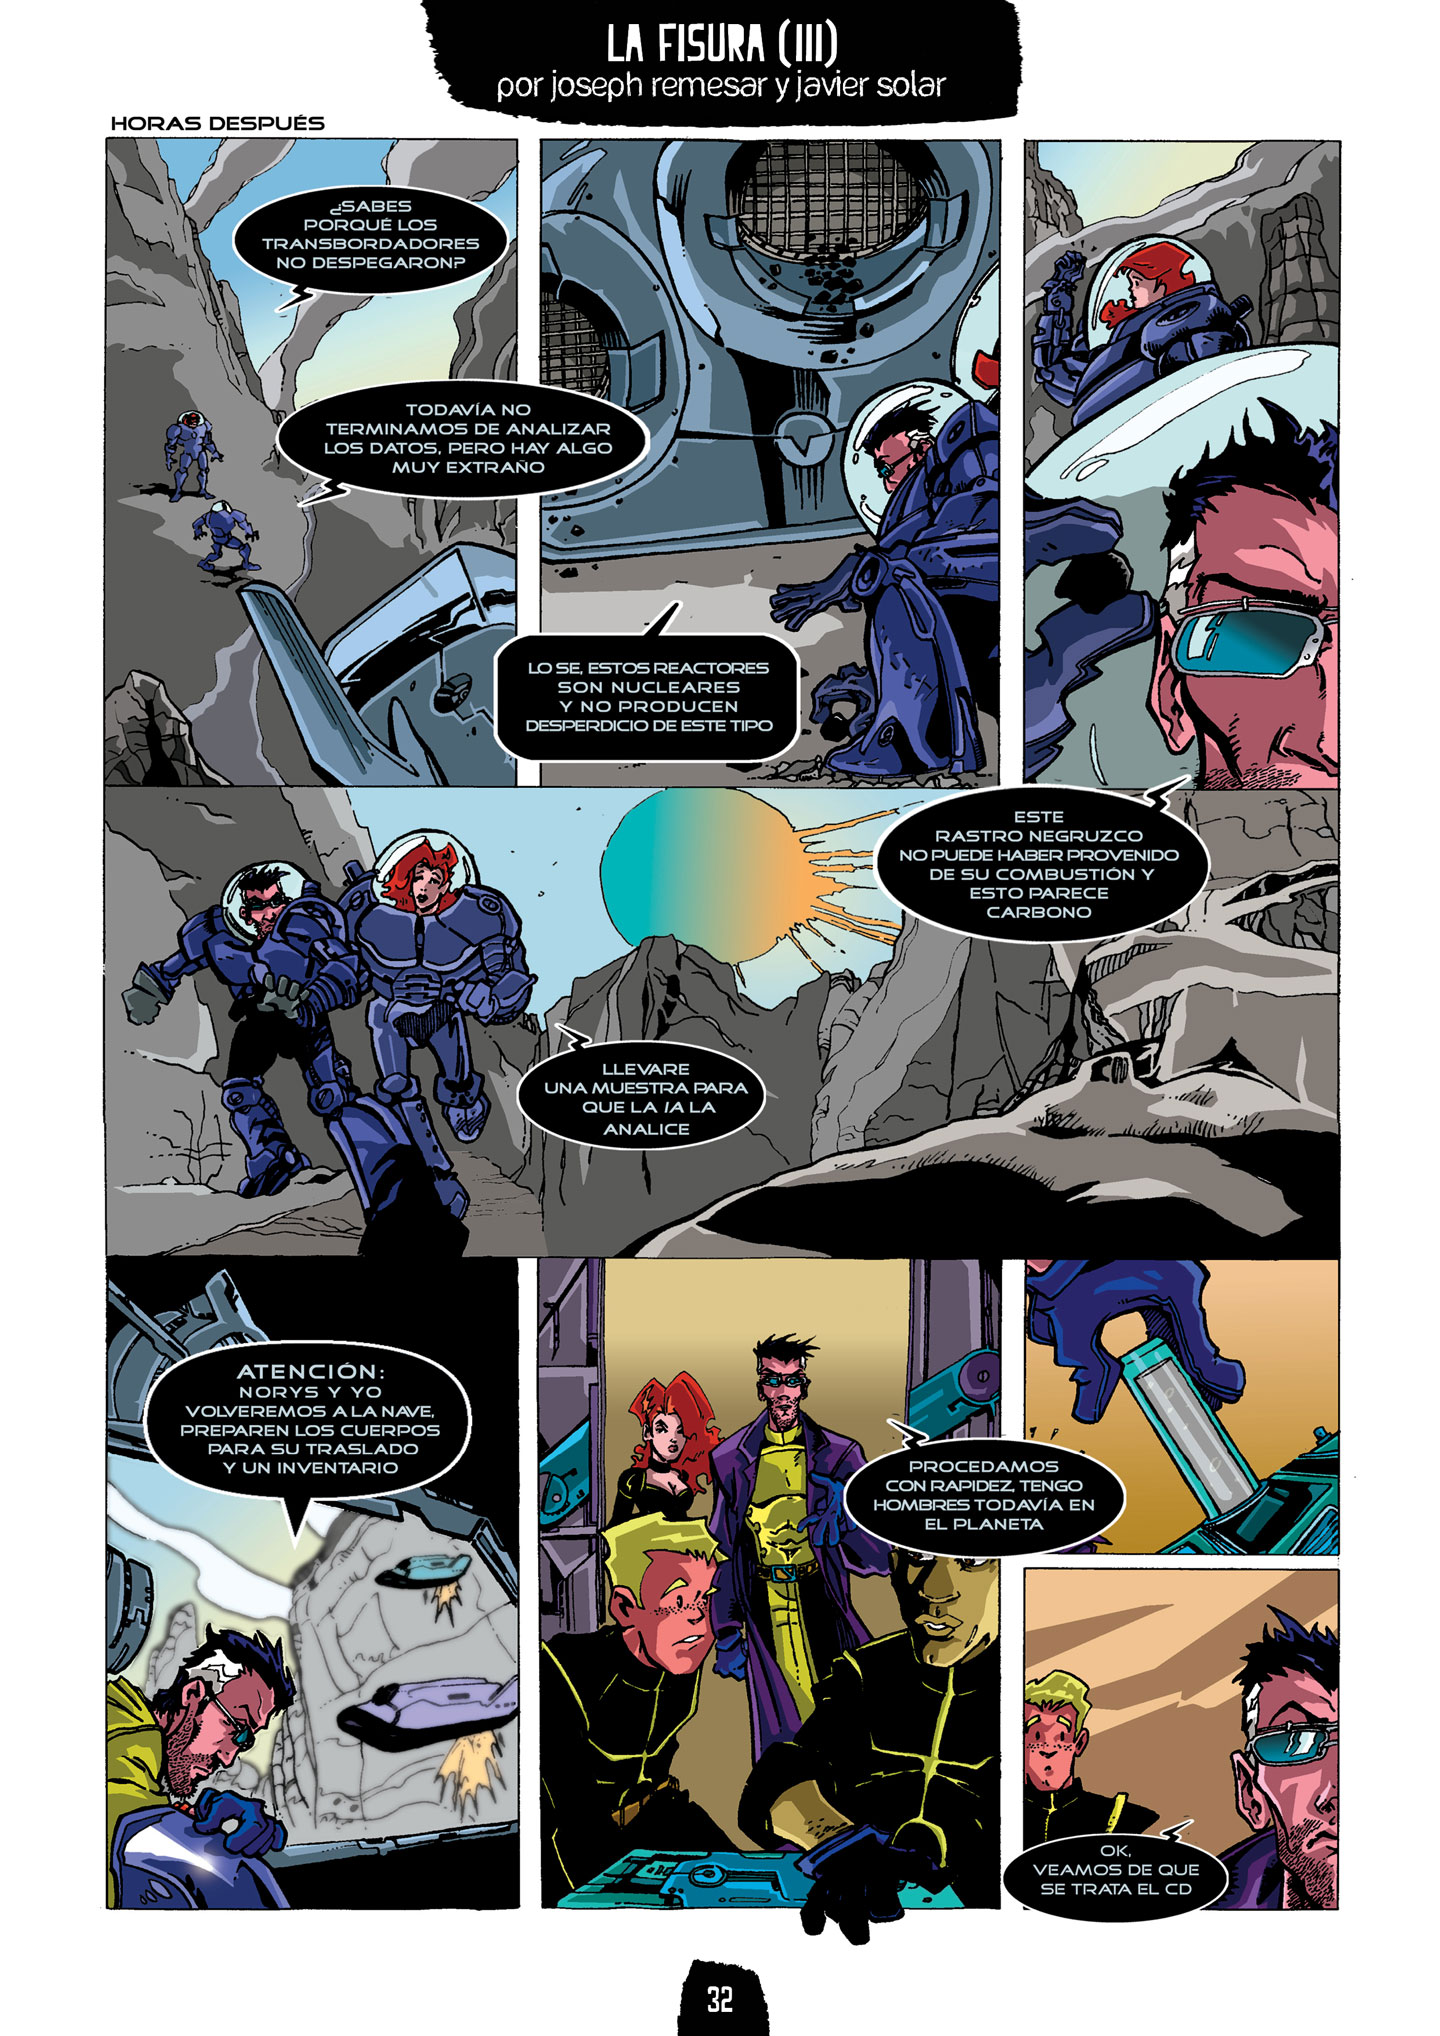 LA FISURA (III)
por joseph remesar y javier solar
HORAS DESPUÉS
¿SABES
PORQUÉ LOS
TRANSBORDADORES
NO DESPEGARON?
TODAVÍA NO
TERMINAMOS DE ANALIZAR
LOS DATOS, PERO HAY ALGO
MUY EXTRAÑO
LO SE, ESTOS REACTORES
SON NUCLEARES
Y NO PRODUCEN
DESPERDICIO DE ESTE TIPO
ESTE
RASTRO NEGRUZCO
NO PUEDE HABER PROVENIDO
DE SU COMBUSTIÓN Y
ESTO PARECE
CARBONO
LLEVARE
UNA MUESTRA PARA
QUE LA IA LA
ANALICE
ATENCIÓN:
NORYS Y YO
VOLVEREMOS A LA NAVE,
PREPAREN LOS CUERPOS
PARA SU TRASLADO
Y UN INVENTARIO
PROCEDAMOS
CON RAPIDEZ, TENGO
HOMBRES TODAVÍA EN
EL PLANETA
OK,
VEAMOS DE QUE
SE TRATA EL CD
32